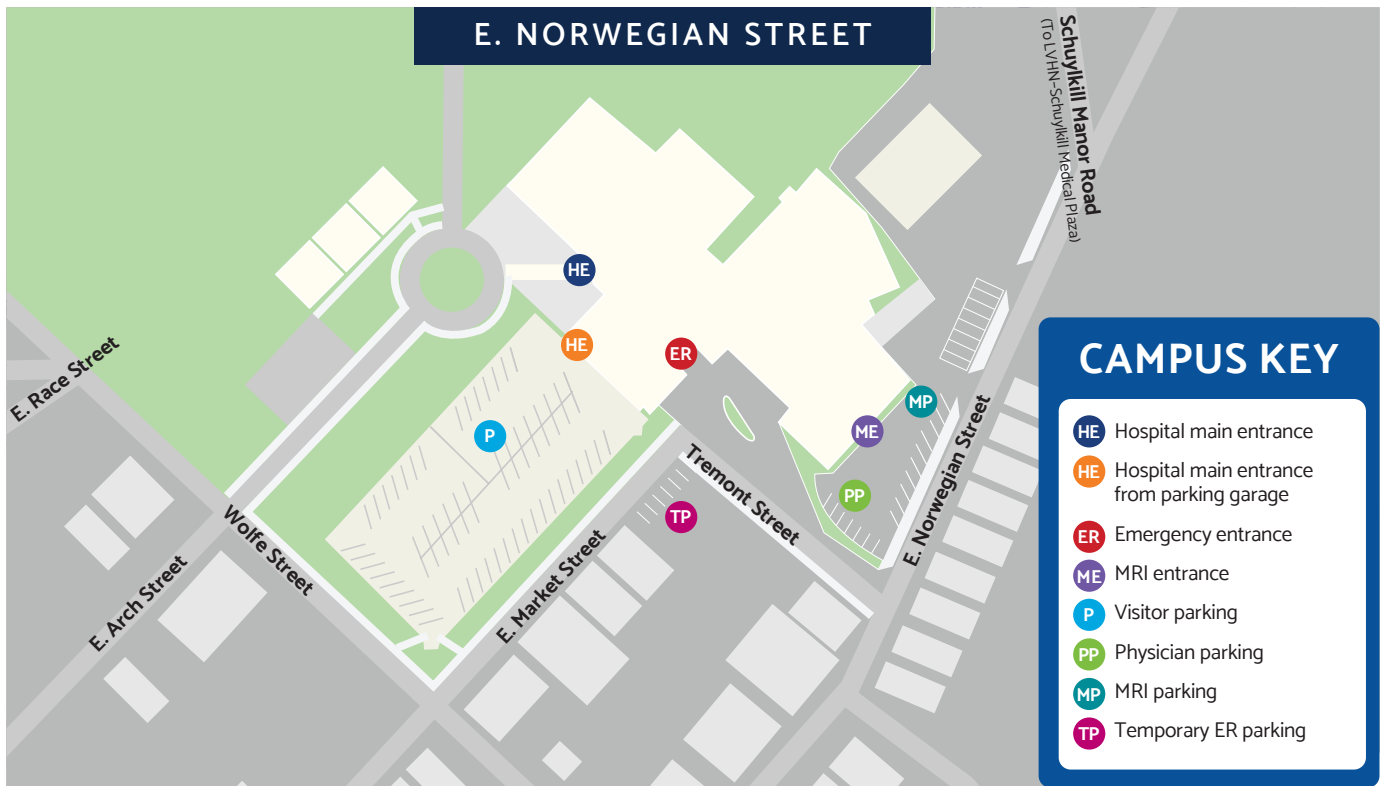 E. NORWEGIAN STREET
Schuylkill Manor Road
(To LVHN–Schuylkill Medical Plaza)
HE
HE
ER
E. Race Street
MP
ME
P
Tremont Street
PP
E. Norwegian Street
TP
Wolfe Street
E. Market Street
E. Arch Street
CAMPUS KEY
HE Hospital main entrance
HE Hospital main entrance
from parking garage
ER Emergency entrance
ME MRI entrance
P Visitor parking
PP Physician parking
MP MRI parking
TP Temporary ER parking